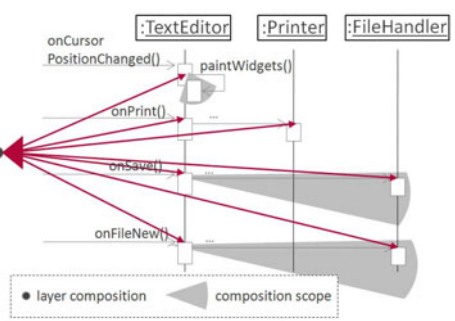 :TextEditor :Printer :FileHandler
onCursor
PositionChanged()
paintWidgets()
onPrint()
...
onSave()
...
onFileNew()
...
layer composition
composition scope